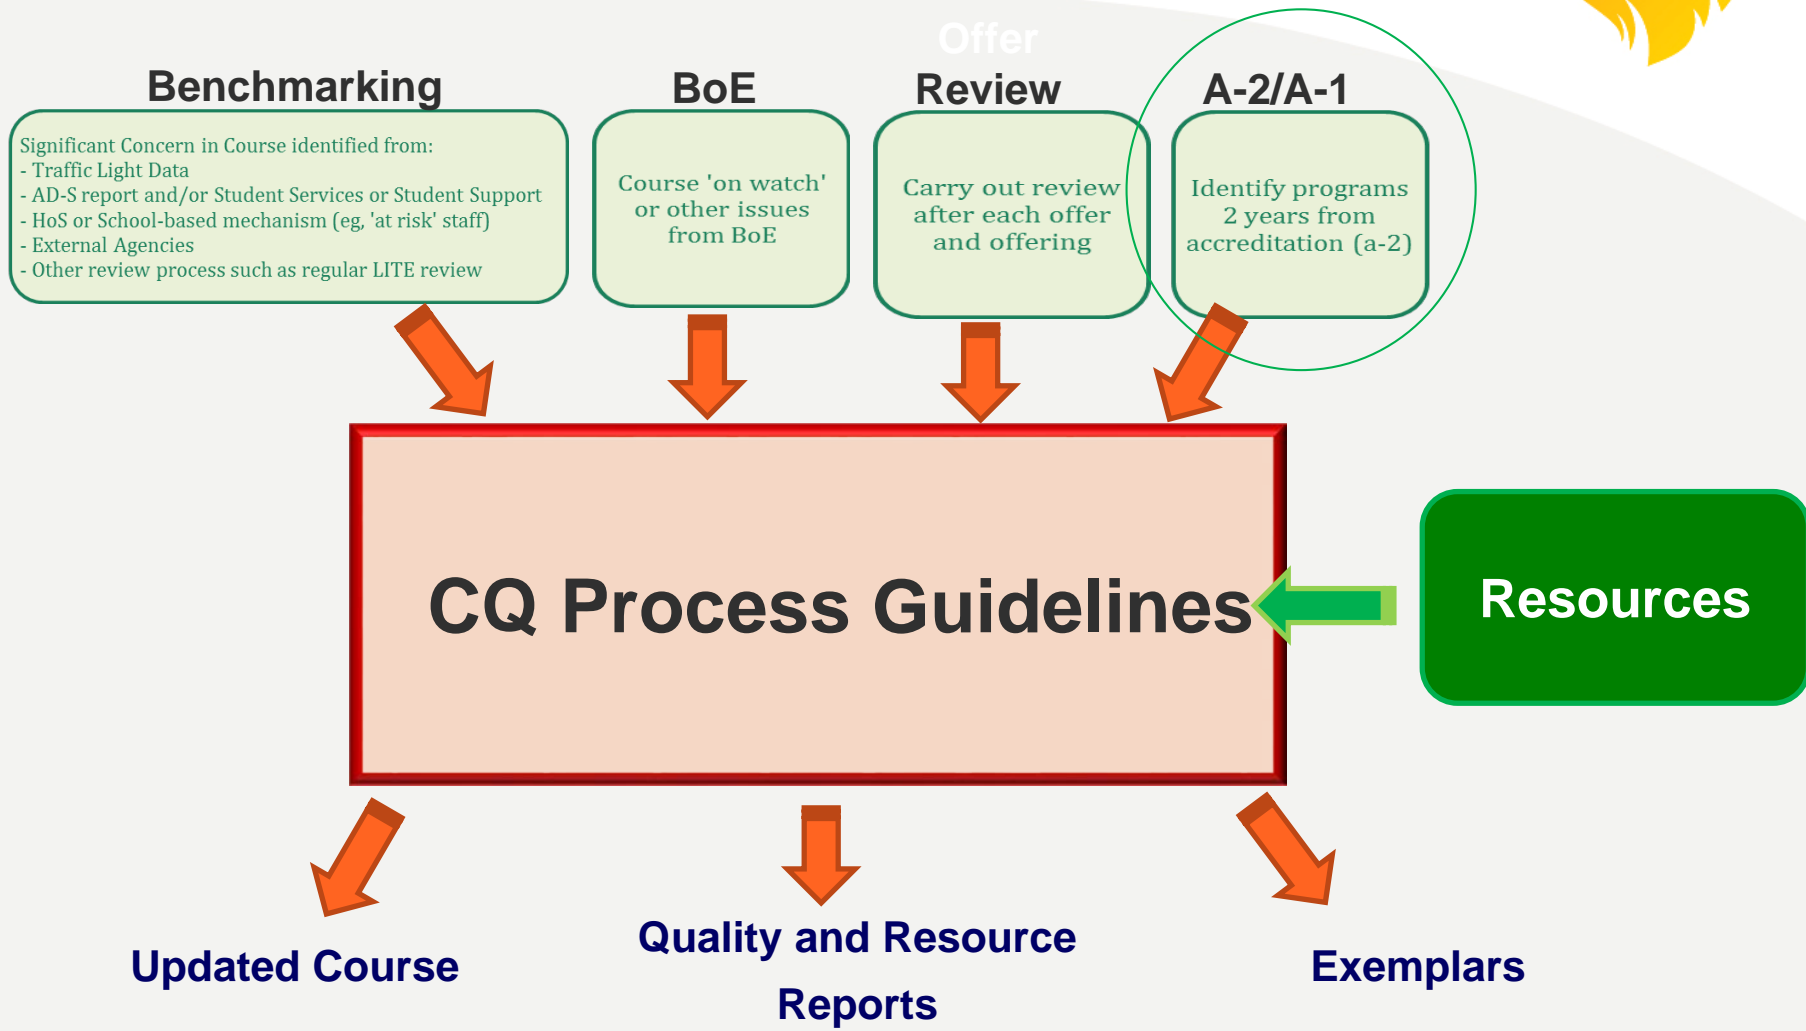 Benchmarking
Significant Concern in Course identified from:
- Traffic Light Data
- AD-S report and/or Student Services or Student Support
- HoS or School-based mechanism (eg, 'at risk' staff)
- External Agencies
- Other review process such as regular LITE review
BoE
Course 'on watch'
or other issues
from BoE
Offer
Review
Carry out review
after each offer
and offering
A-2/A-1
Identify programs
2 years from
accreditation (a-2)
CQ Process Guidelines
Resources
Updated Course
Quality and Resource
Reports
Exemplars